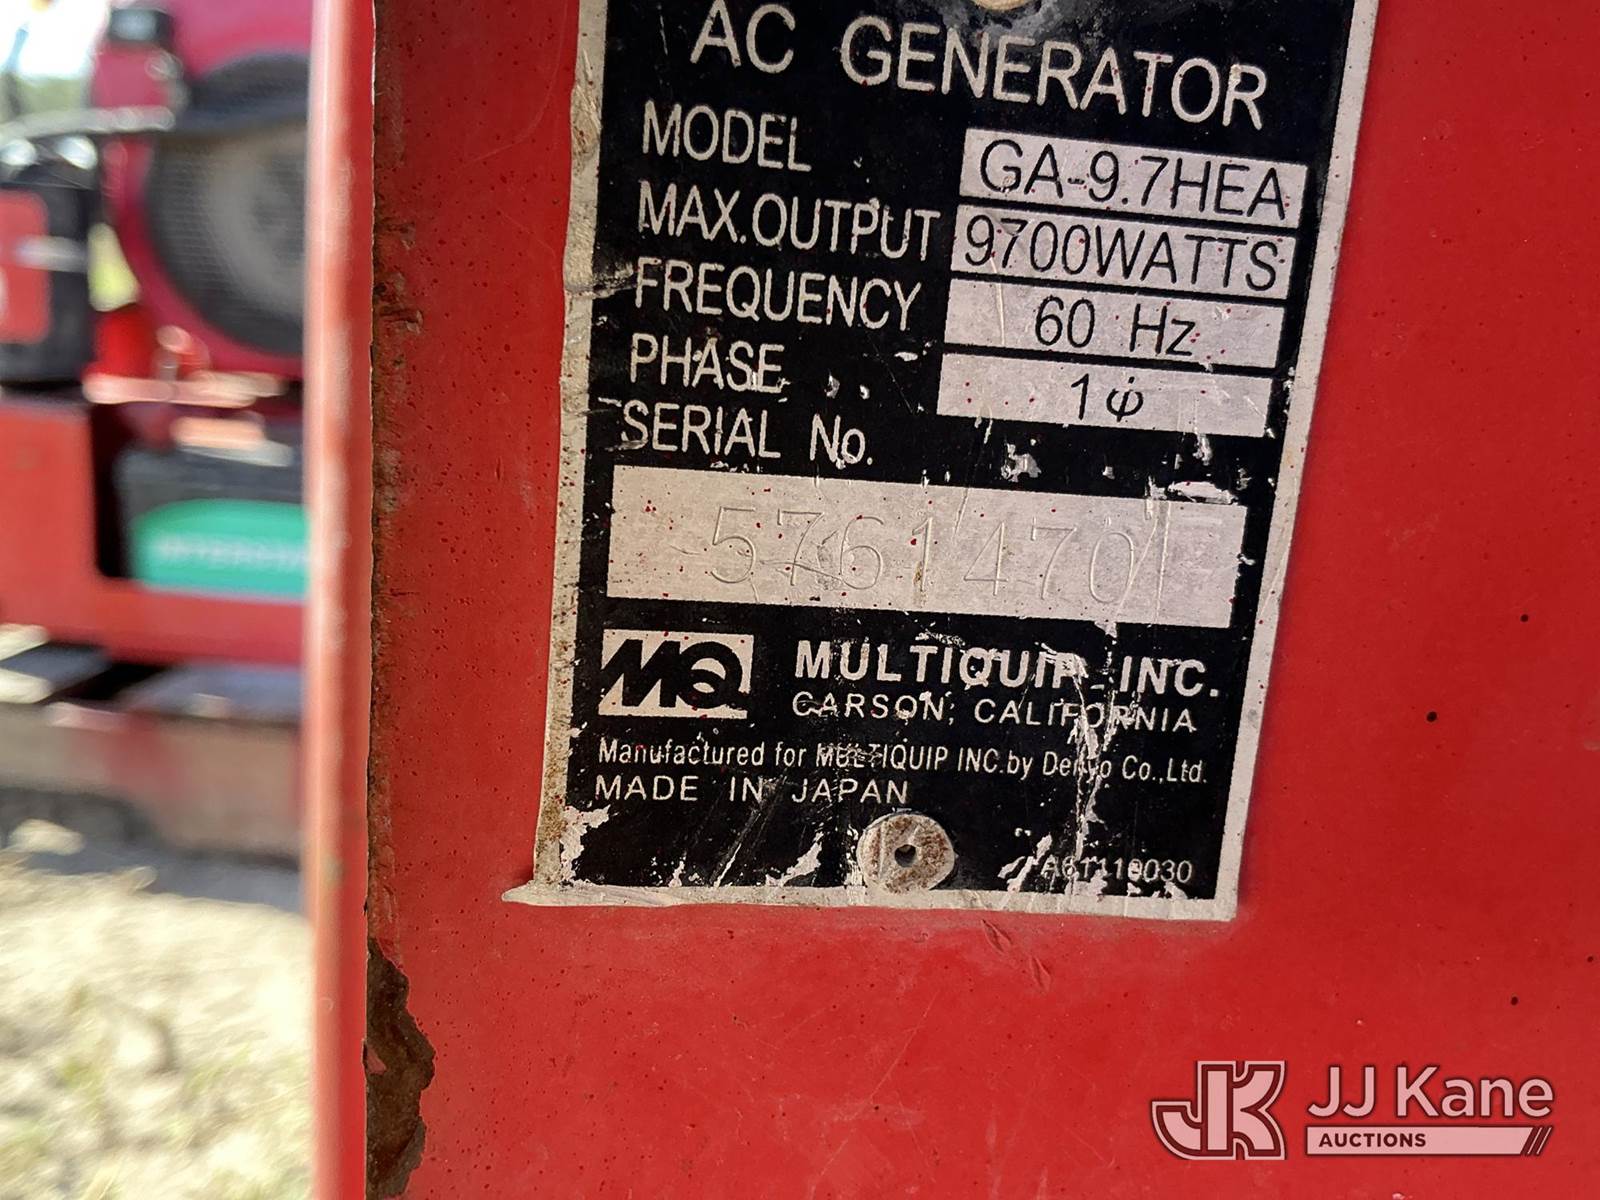 AC GENERATOR
MODEL GA-9.7HEA
MAX.OUTPUT 9700WATTS
FREQUENCY 60 Hz
PHASE 1φ
SERIAL No.
5761470
MQ MULTIQUIP INC.
CARSON, CALIFORNIA
Manufactured for MULTIQUIP INC.by Denyo Co.,Ltd.
MADE IN JAPAN
JK JJ Kane
AUCTIONS